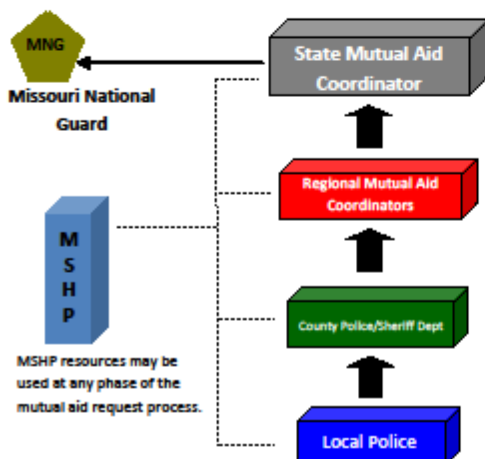 MNG
Missouri National
Guard
State Mutual Aid
Coordinator
Regional Mutual Aid
Coordinators
M
S
H
P
County Police/Sheriff Dept
MSHP resources may be
used at any phase of the
mutual aid request process.
Local Police